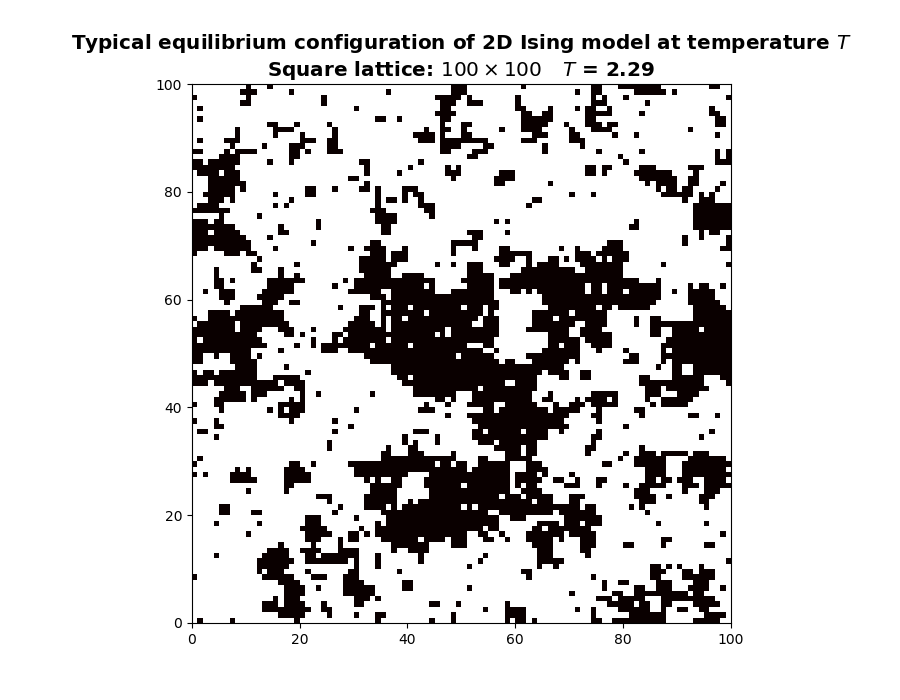 Typical equilibrium configuration of 2D Ising model at temperature T
Square lattice: 100 × 100 T = 2.29
100
80
60
40
20
0
0 20 40 60 80 100